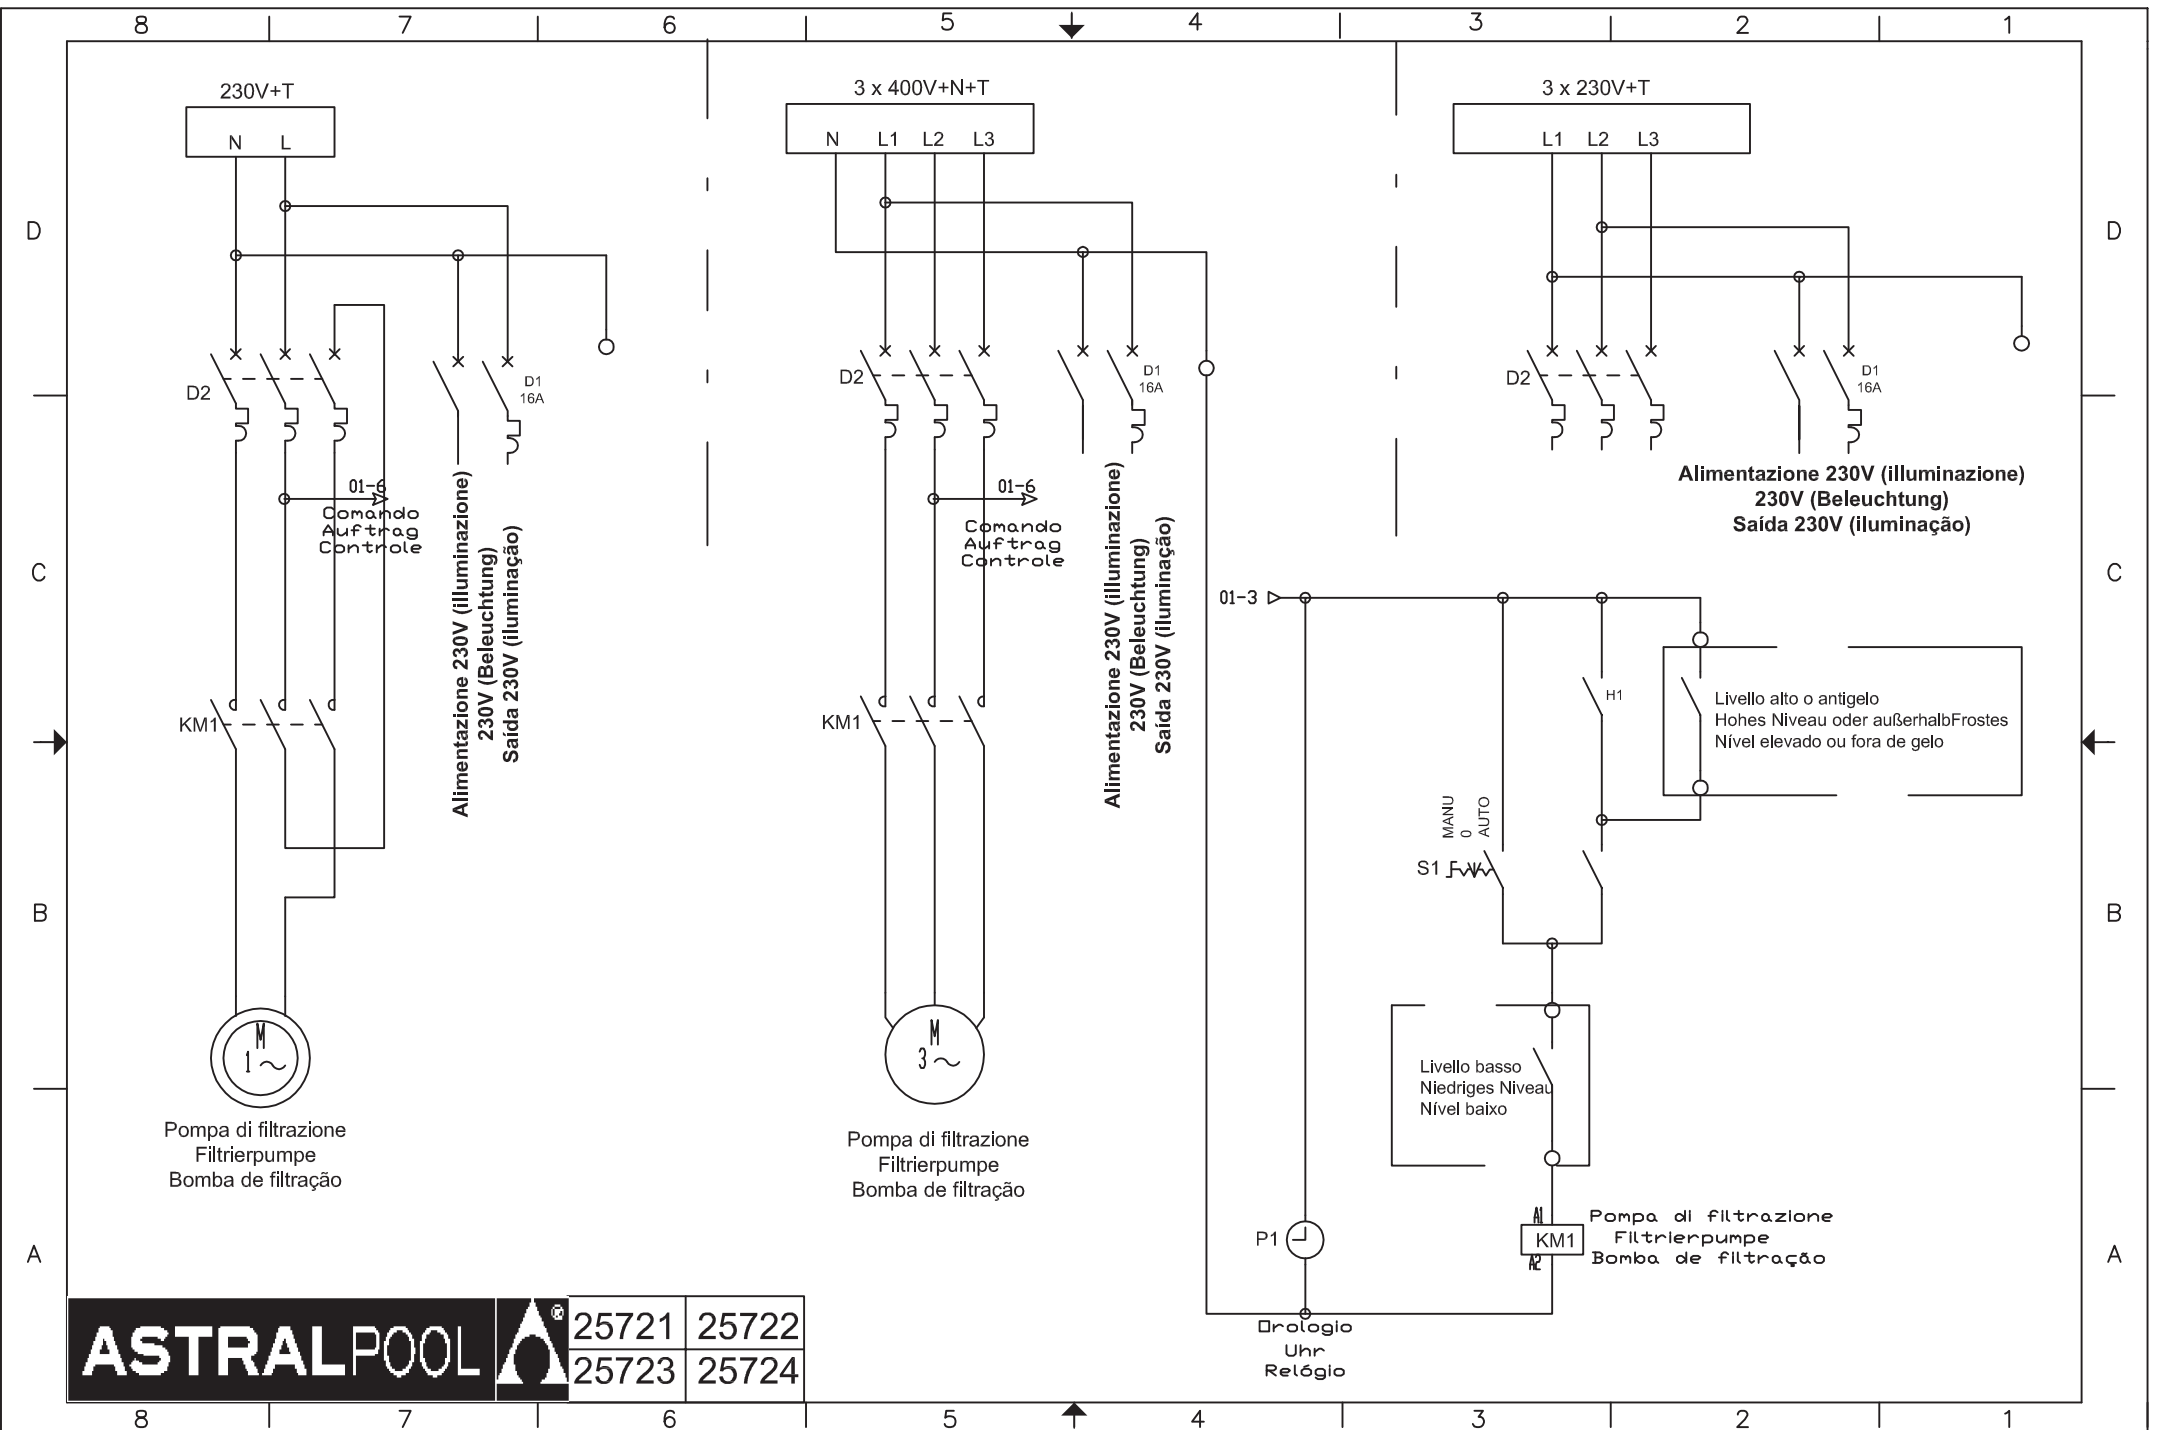 8 7 6 5 4 3 2 1
230V+T
N L
D2
D1
16A
01-6
Comando
Auftrag
Controle
Alimentazione 230V (illuminazione)
230V (Beleuchtung)
Saída 230V (iluminação)
KM1
M
1~
Pompa di filtrazione
Filtrierpumpe
Bomba de filtração
3 x 400V+N+T
N L1 L2 L3
D2
D1
16A
01-6
Comando
Auftrag
Controle
Alimentazione 230V (illuminazione)
230V (Beleuchtung)
Saída 230V (iluminação)
KM1
M
3~
Pompa di filtrazione
Filtrierpumpe
Bomba de filtração
3 x 230V+T
L1 L2 L3
D2
D1
16A
Alimentazione 230V (illuminazione)
230V (Beleuchtung)
Saída 230V (iluminação)
01-3
H1
Livello alto o antigelo
Hohes Niveau oder außerhalbFrostes
Nível elevado ou fora de gelo
MANU
0
AUTO
S1
Livello basso
Niedriges Niveau
Nível baixo
A1
KM1
A2
Pompa di filtrazione
Filtrierpumpe
Bomba de filtração
P1
Orologio
Uhr
Relógio
D
C
B
A
D
C
B
A
ASTRALPOOL ®
25721 25722
25723 25724
8 7 6 5 4 3 2 1